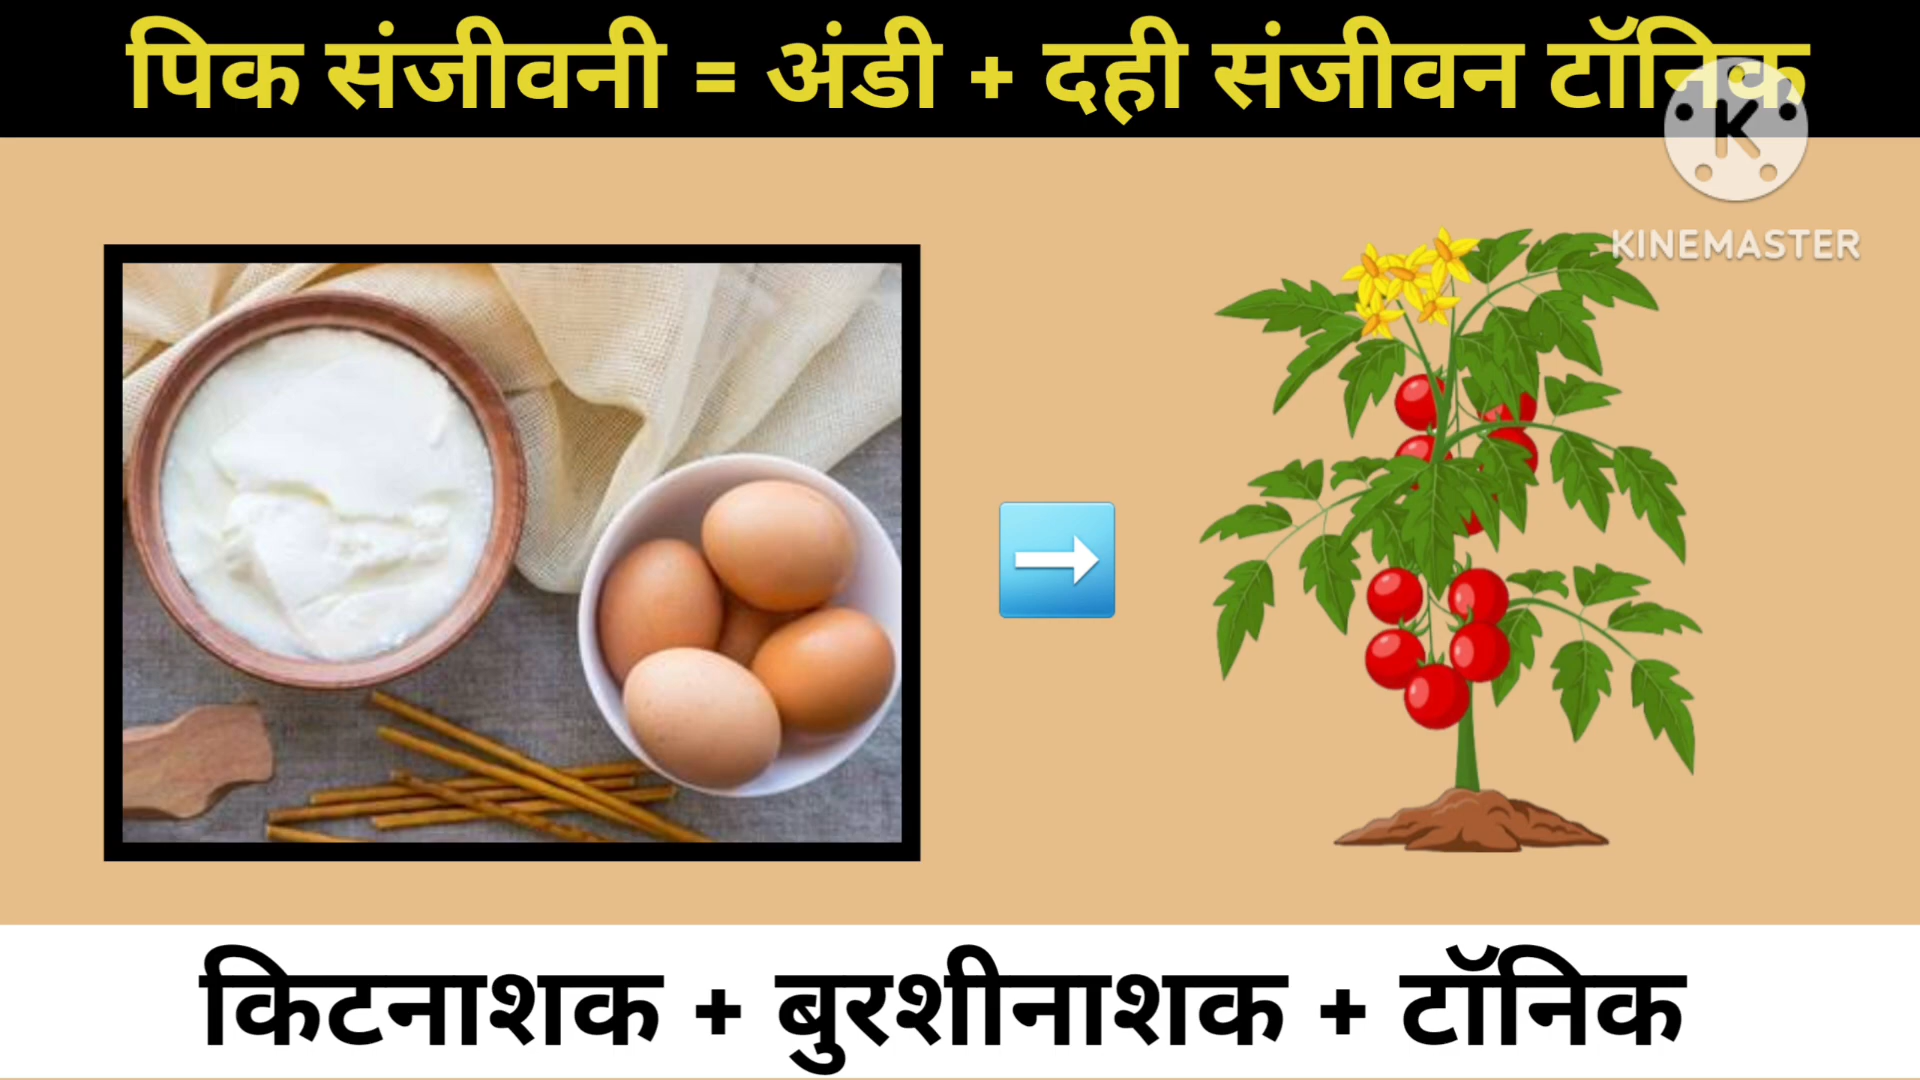 पिक संजीवनी = अंडी + दही संजीवन टॉनिक
K
KINEMASTER
किटनाशक + बुरशीनाशक + टॉनिक